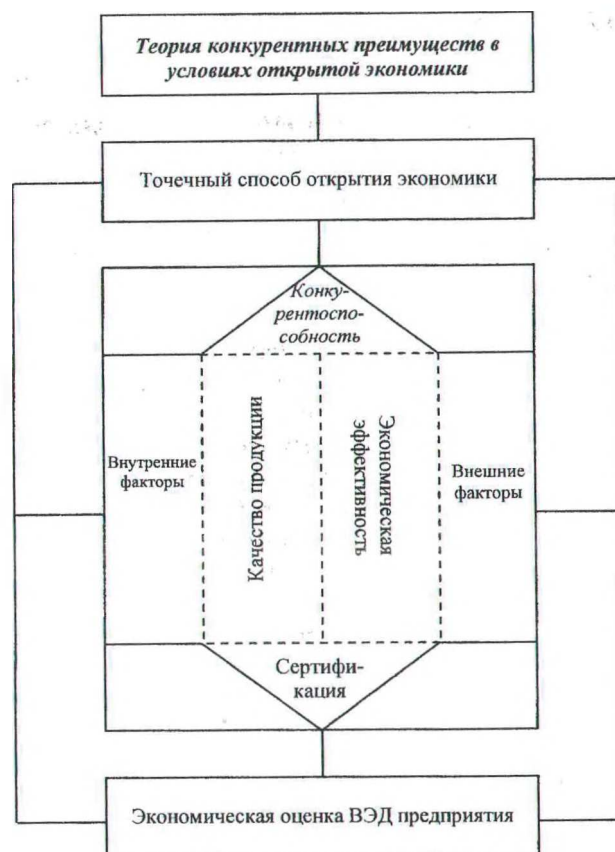 Теория конкурентных преимуществ в
условиях открытой экономики
Точечный способ открытия экономики
Конку-
рентоспо-
собность
Внутренние
факторы
Качество продукции
Экономическая
эффективность
Внешние
факторы
Сертифи-
кация
Экономическая оценка ВЭД предприятия